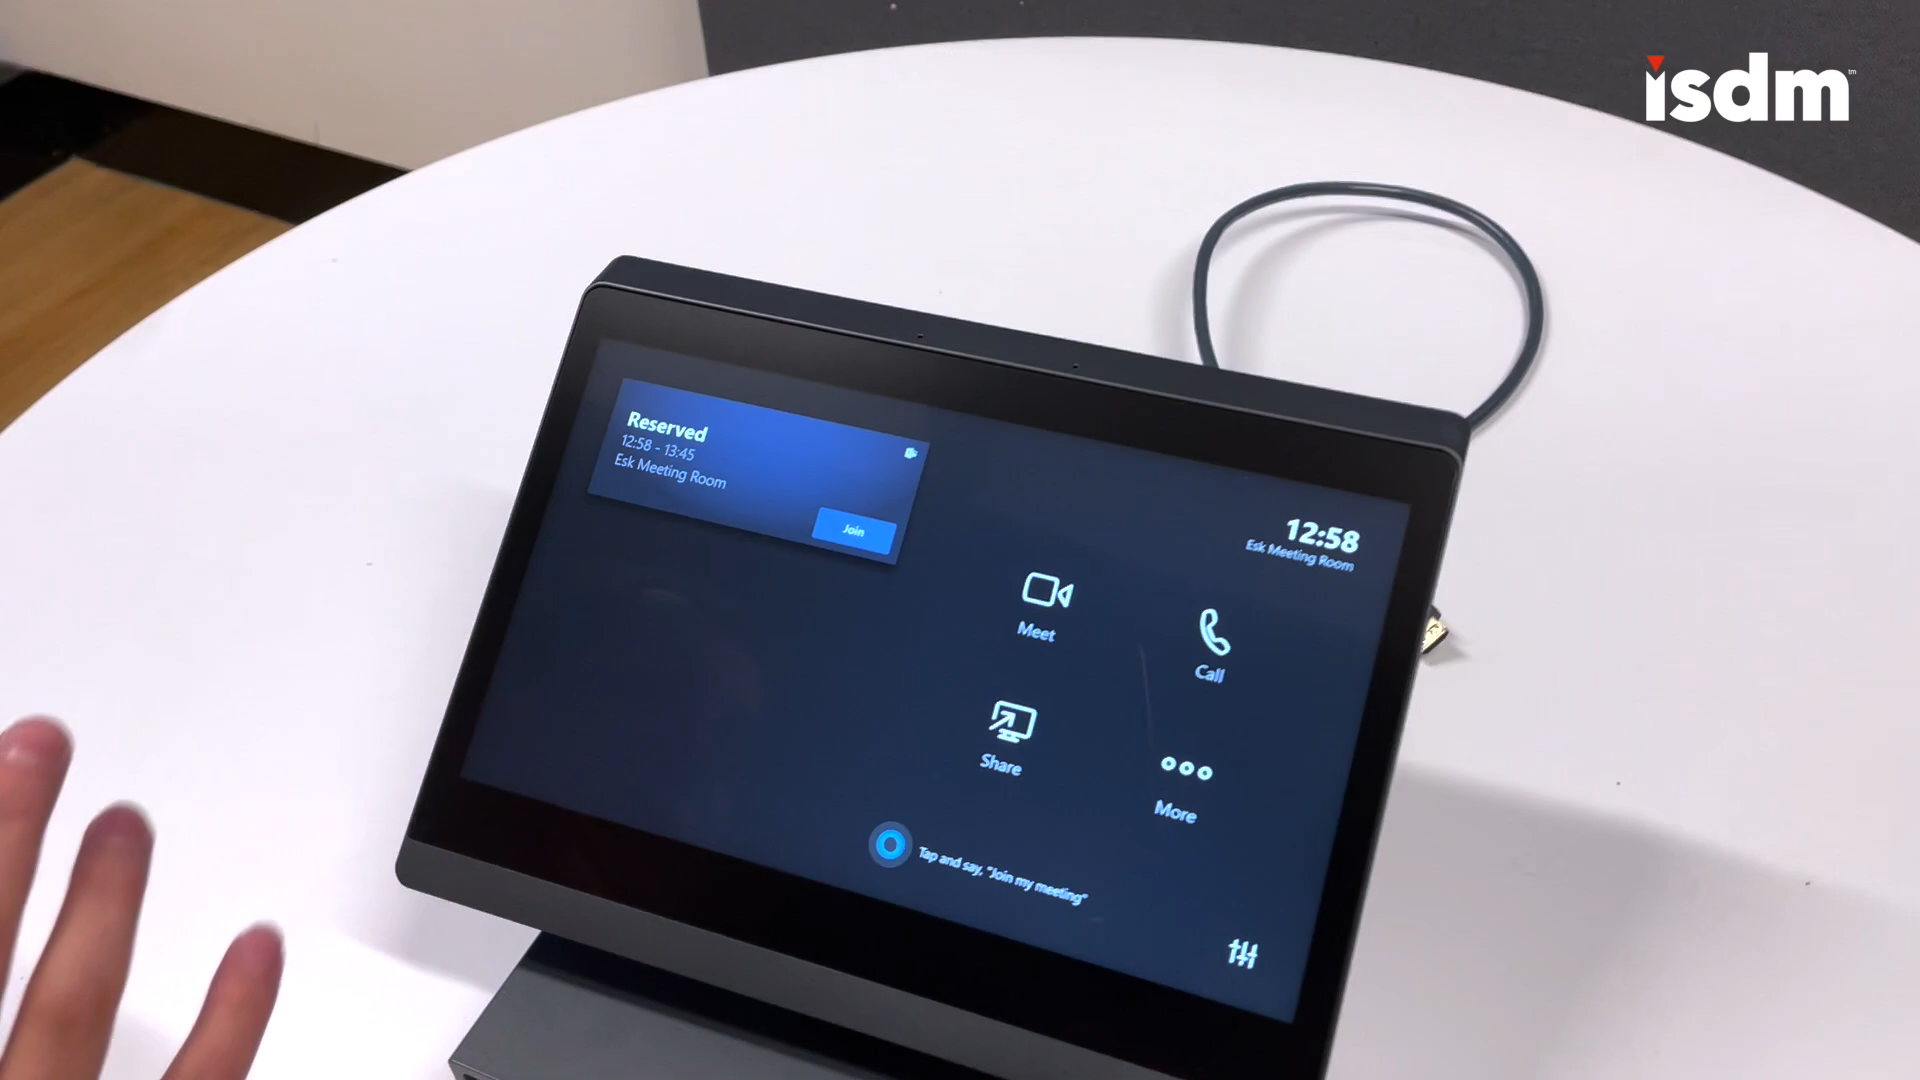 isdm™
Reserved
12:58 - 13:45
Esk Meeting Room
Join
12:58
Esk Meeting Room
Meet
Call
Share
More
Tap and say, "Join my meeting"